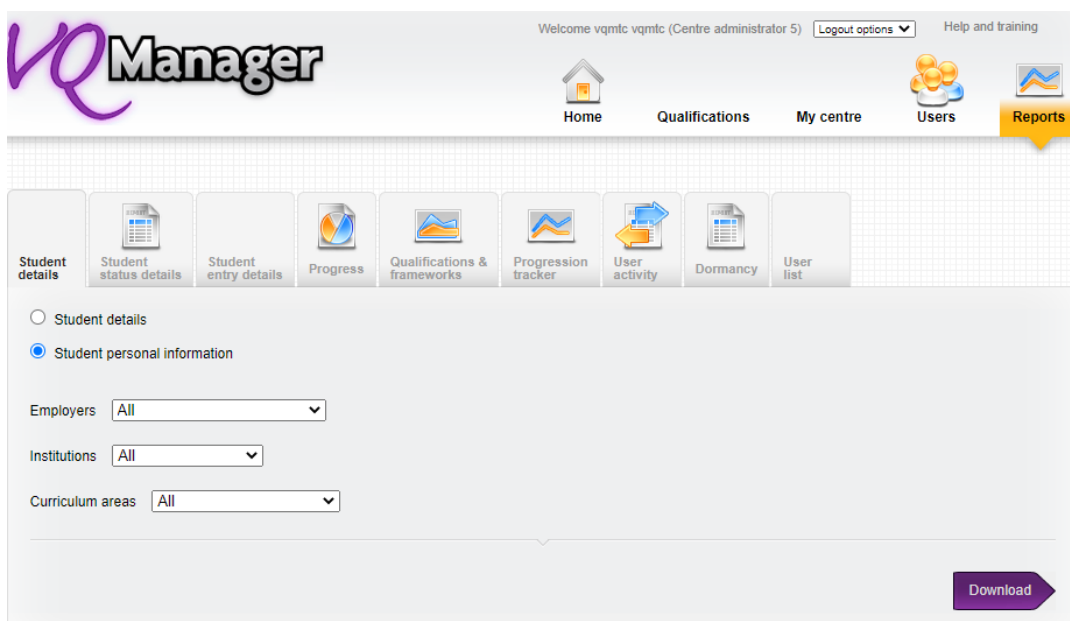 VQManager
Welcome vqmtc vqmtc (Centre administrator 5) Logout options Help and training
Home Qualifications My centre Users Reports
Student details
Student status details
Student entry details
Progress
Qualifications & frameworks
Progression tracker
User activity
Dormancy
User list
Student details
Student personal information
Employers All
Institutions All
Curriculum areas All
Download